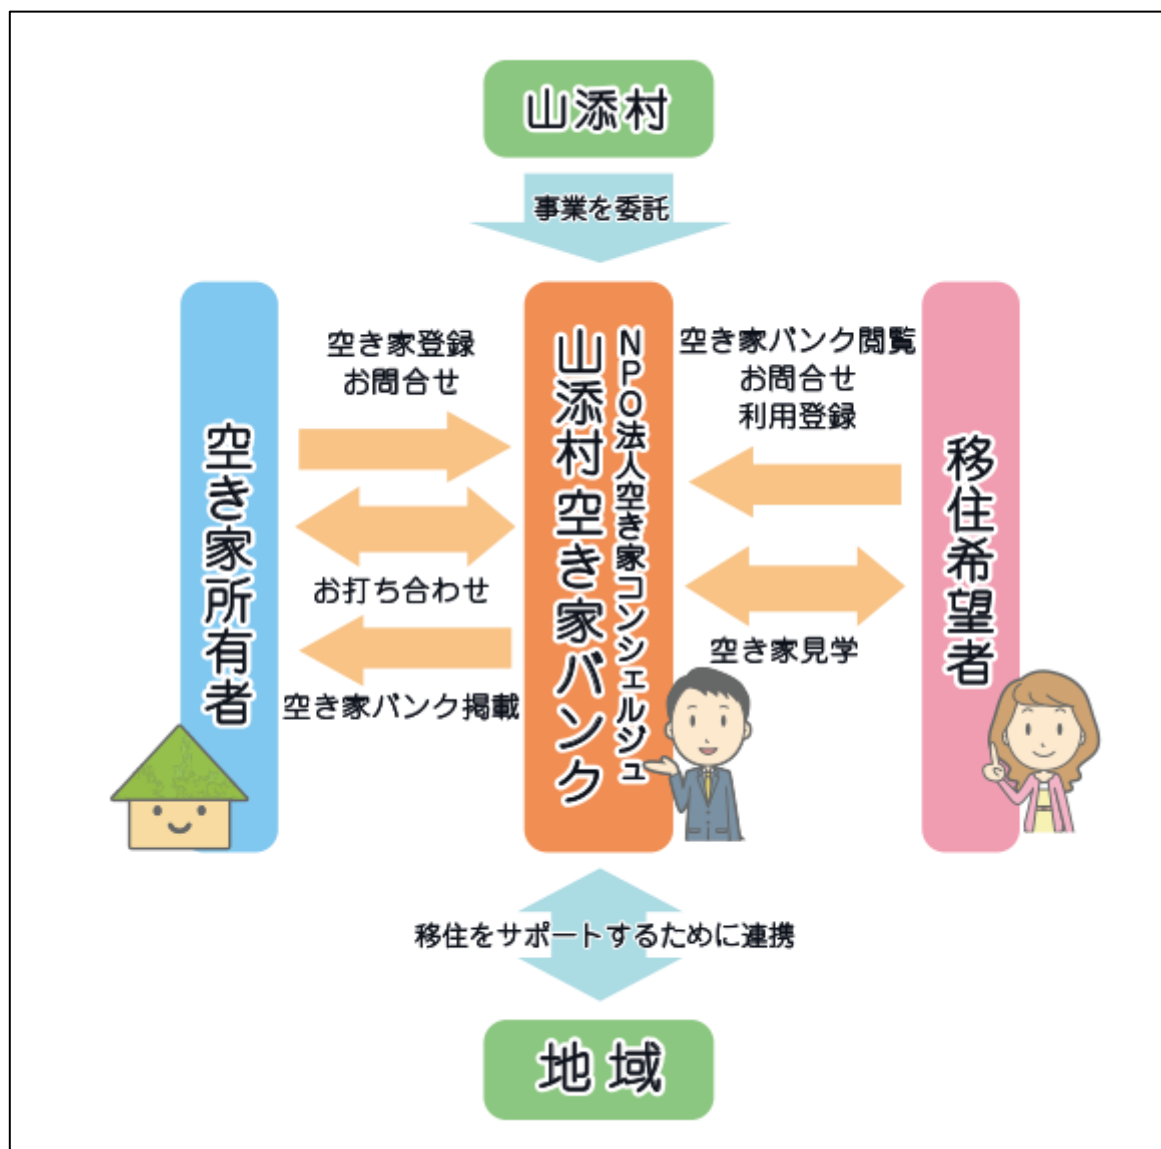 山添村
事業を委託
空き家所有者
空き家登録
お問合せ
お打ち合わせ
空き家バンク掲載
NPO法人空き家コンシェルジュ
山添村空き家バンク
空き家バンク閲覧
お問合せ
利用登録
空き家見学
移住希望者
移住をサポートするために連携
地域